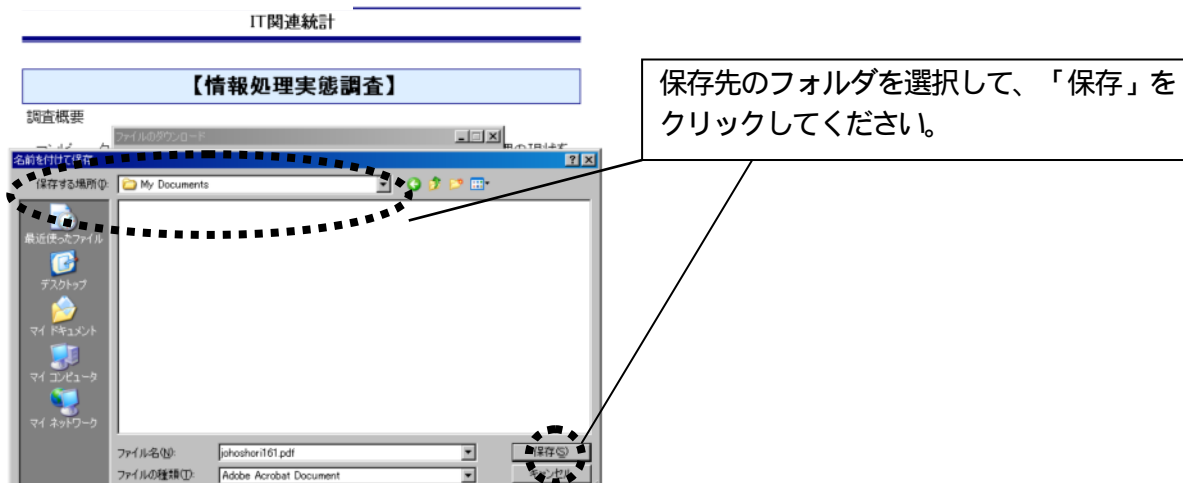 IT関連統計
【情報処理実態調査】
調査概要
保存先のフォルダを選択して、「保存」を
クリックしてください。
ファイルのダウンロード
名前を付けて保存
保存する場所(I):
My Documents
最近使ったファイル
デスクトップ
マイ ドキュメント
マイ コンピュータ
マイ ネットワーク
ファイル名(N):
johoshori161.pdf
保存(S)
ファイルの種類(T):
Adobe Acrobat Document
キャンセル